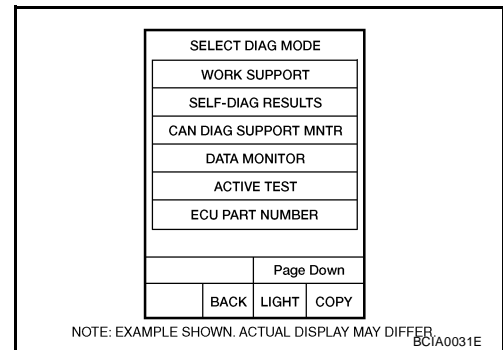 SELECT DIAG MODE
WORK SUPPORT
SELF-DIAG RESULTS
CAN DIAG SUPPORT MNTR
DATA MONITOR
ACTIVE TEST
ECU PART NUMBER
Page Down
BACK LIGHT COPY
NOTE: EXAMPLE SHOWN. ACTUAL DISPLAY MAY DIFFER.
BCIA0031E